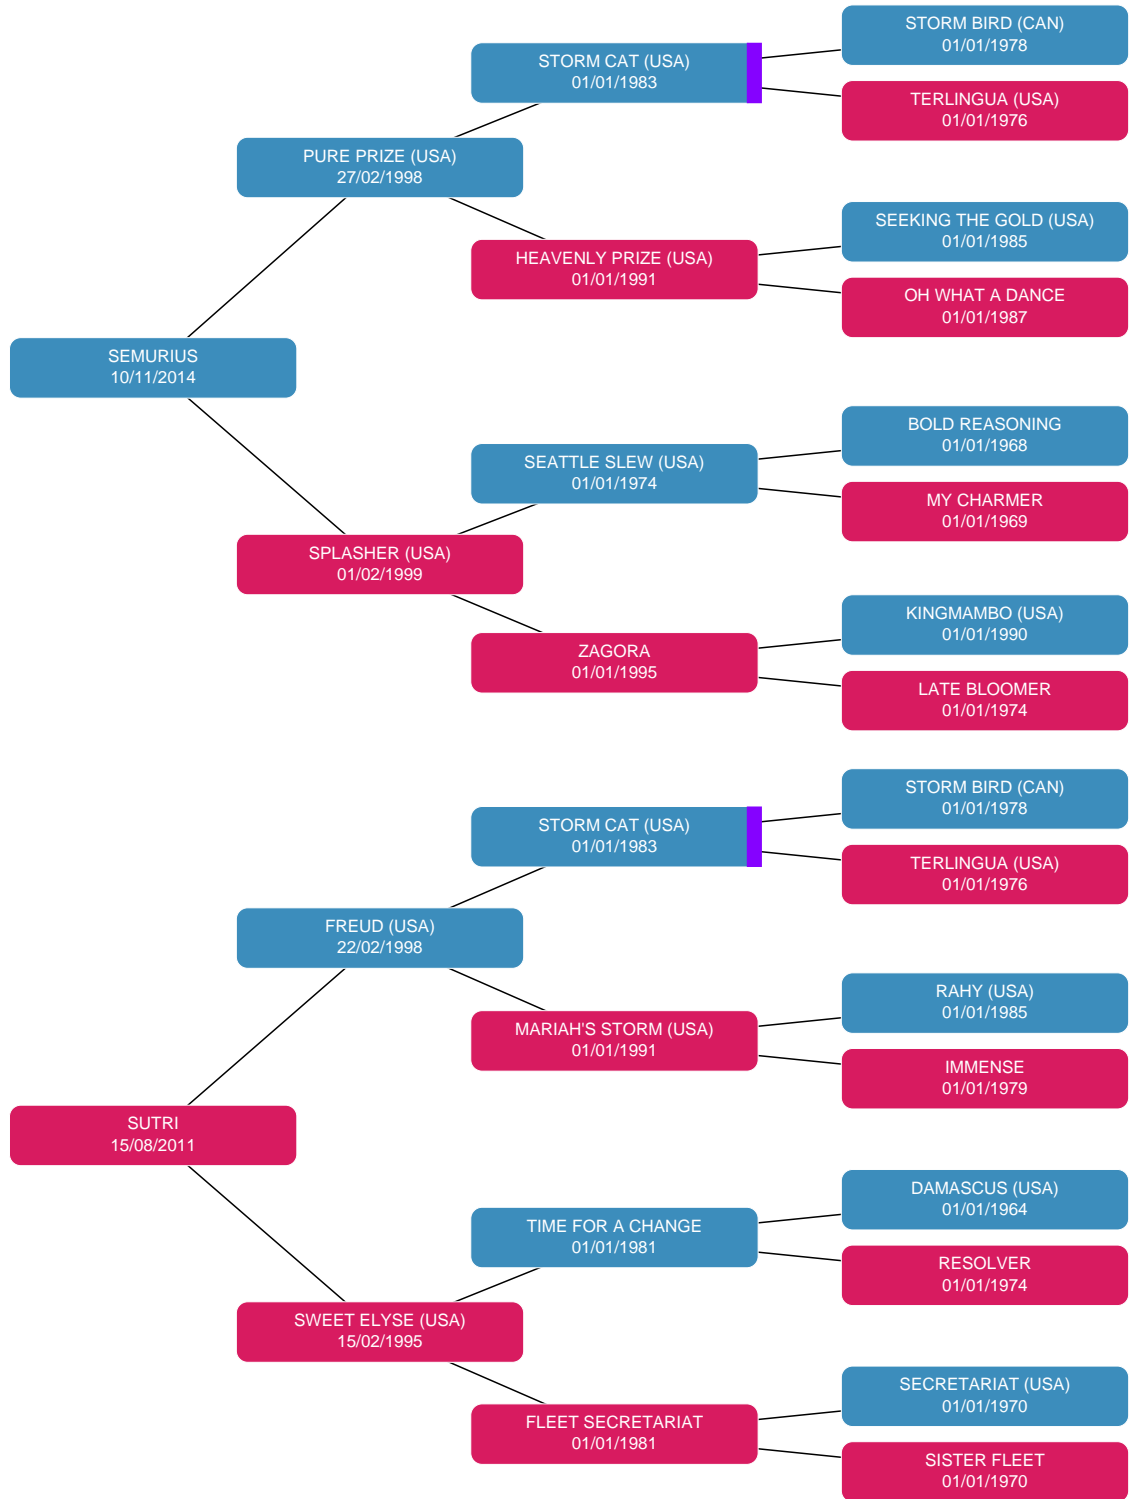 STORM BIRD (CAN)
01/01/1978
STORM CAT (USA)
01/01/1983
TERLINGUA (USA)
01/01/1976
PURE PRIZE (USA)
27/02/1998
SEEKING THE GOLD (USA)
01/01/1985
HEAVENLY PRIZE (USA)
01/01/1991
OH WHAT A DANCE
01/01/1987
SEMURIUS
10/11/2014
BOLD REASONING
01/01/1968
SEATTLE SLEW (USA)
01/01/1974
MY CHARMER
01/01/1969
SPLASHER (USA)
01/02/1999
KINGMAMBO (USA)
01/01/1990
ZAGORA
01/01/1995
LATE BLOOMER
01/01/1974
STORM BIRD (CAN)
01/01/1978
STORM CAT (USA)
01/01/1983
TERLINGUA (USA)
01/01/1976
FREUD (USA)
22/02/1998
RAHY (USA)
01/01/1985
MARIAH'S STORM (USA)
01/01/1991
IMMENSE
01/01/1979
SUTRI
15/08/2011
DAMASCUS (USA)
01/01/1964
TIME FOR A CHANGE
01/01/1981
RESOLVER
01/01/1974
SWEET ELYSE (USA)
15/02/1995
SECRETARIAT (USA)
01/01/1970
FLEET SECRETARIAT
01/01/1981
SISTER FLEET
01/01/1970